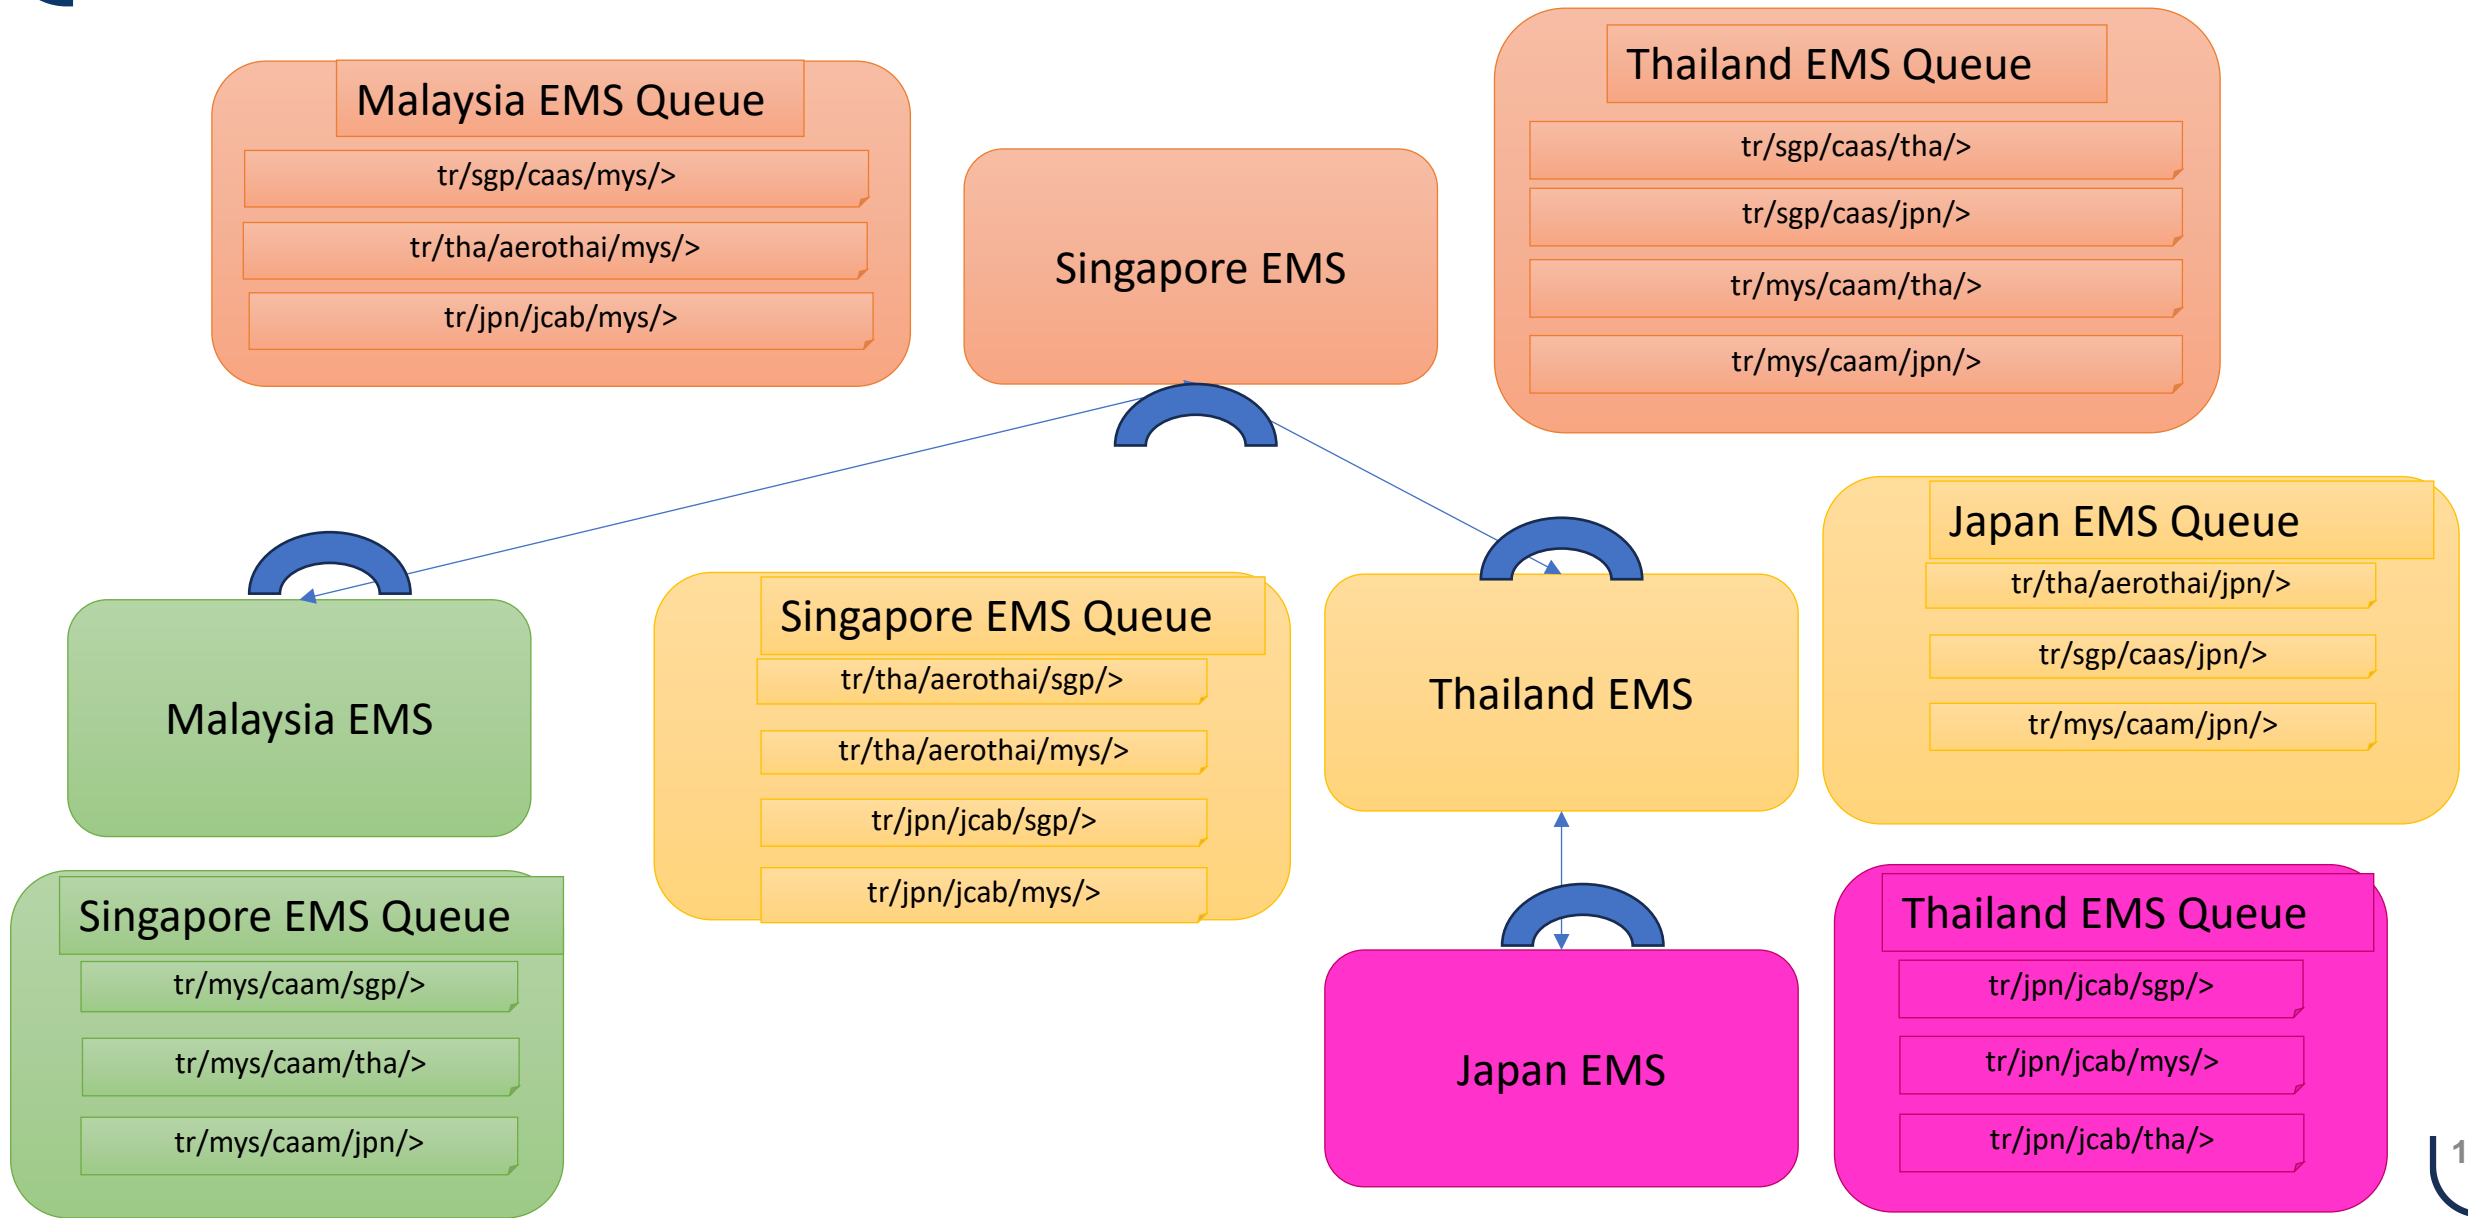 Malaysia EMS Queue
tr/sgp/caas/mys/>
tr/tha/aerothai/mys/>
tr/jpn/jcab/mys/>
Singapore EMS
Thailand EMS Queue
tr/sgp/caas/tha/>
tr/sgp/caas/jpn/>
tr/mys/caam/tha/>
tr/mys/caam/jpn/>
Malaysia EMS
Singapore EMS Queue
tr/tha/aerothai/sgp/>
tr/tha/aerothai/mys/>
tr/jpn/jcab/sgp/>
tr/jpn/jcab/mys/>
Thailand EMS
Japan EMS Queue
tr/tha/aerothai/jpn/>
tr/sgp/caas/jpn/>
tr/mys/caam/jpn/>
Singapore EMS Queue
tr/mys/caam/sgp/>
tr/mys/caam/tha/>
tr/mys/caam/jpn/>
Japan EMS
Thailand EMS Queue
tr/jpn/jcab/sgp/>
tr/jpn/jcab/mys/>
tr/jpn/jcab/tha/>
1